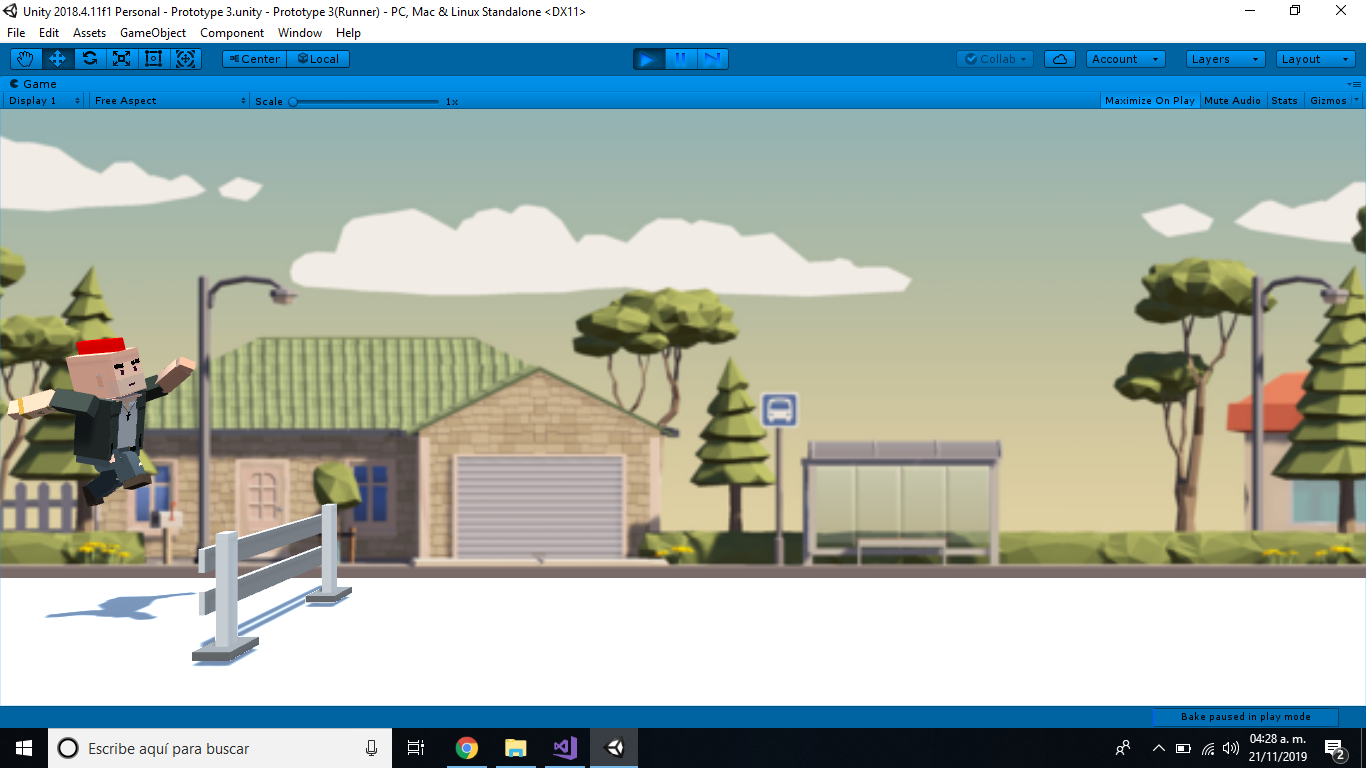 Unity 2018.4.11f1 Personal - Prototype 3.unity - Prototype 3(Runner) - PC, Mac & Linux Standalone <DX11>
File Edit Assets GameObject Component Window Help
Center Local Collab Account Layers Layout
Game
Display 1 Free Aspect Scale 1x Maximize On Play Mute Audio Stats Gizmos
Bake paused in play mode
Escribe aquí para buscar
04:28 a. m.
21/11/2019
2